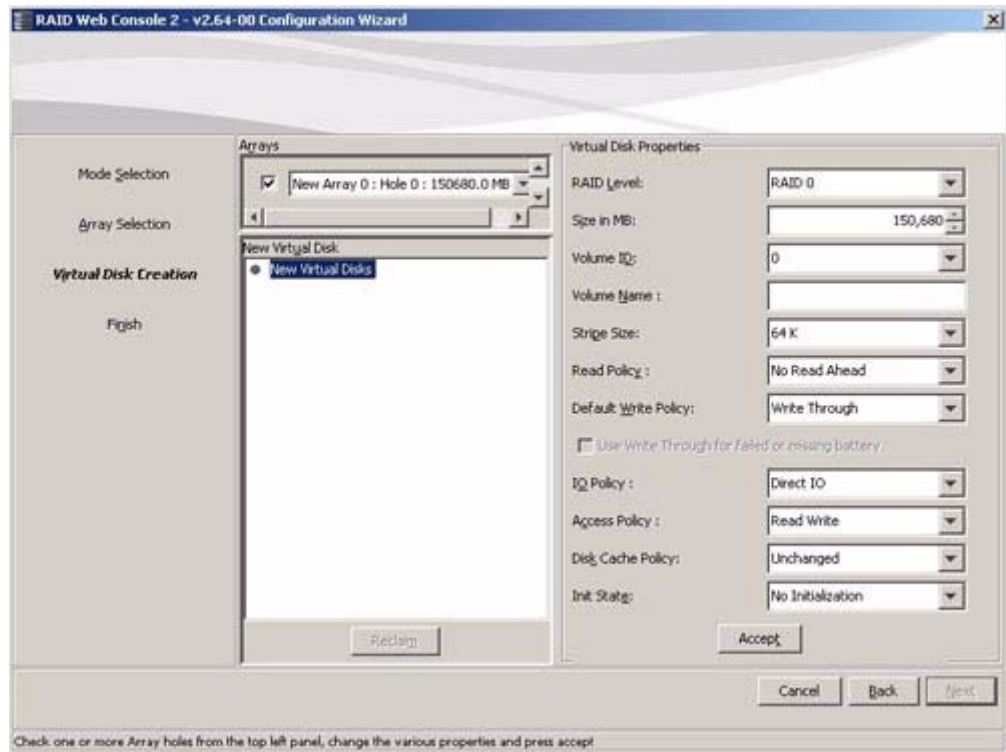 RAID Web Console 2 - v2.64-00 Configuration Wizard
Mode Selection
Array Selection
Virtual Disk Creation
Finish
Arrays
New Array 0 : Hole 0 : 150680.0 MB
New Virtual Disk
New Virtual Disks
Reclaim
Virtual Disk Properties
RAID Level: RAID 0
Size in MB: 150,680
Volume ID: 0
Volume Name :
Stripe Size: 64 K
Read Policy : No Read Ahead
Default Write Policy: Write Through
Use Write Through for failed or missing battery
IO Policy : Direct IO
Access Policy : Read Write
Disk Cache Policy: Unchanged
Init State: No Initialization
Accept
Cancel Back Next
Check one or more Array holes from the top left panel, change the various properties and press accept